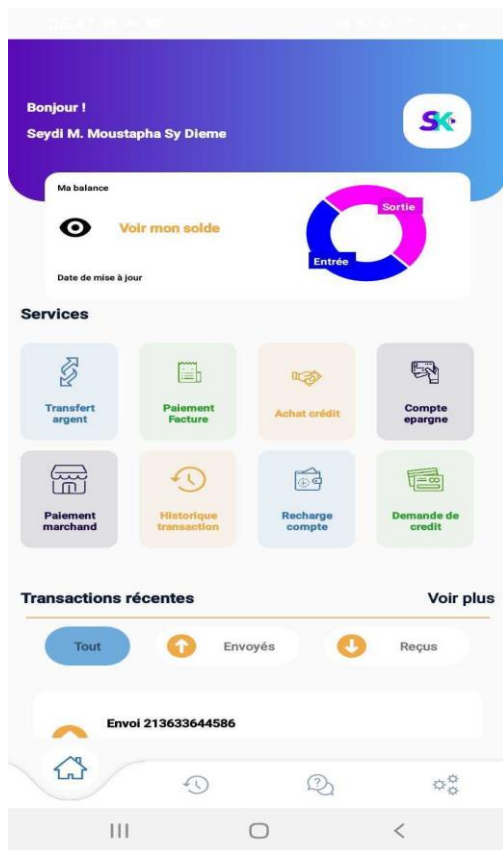 Bonjour !
Seydi M. Moustapha Sy Dieme
SK
Ma balance
Voir mon solde
Sortie
Entrée
Date de mise à jour
Services
Transfert
argent
Paiement
Facture
Achat crédit
Compte
epargne
Paiement
marchand
Historique
transaction
Recharge
compte
Demande de
credit
Transactions récentes
Voir plus
Tout
Envoyés
Reçus
Envoi 213633644586